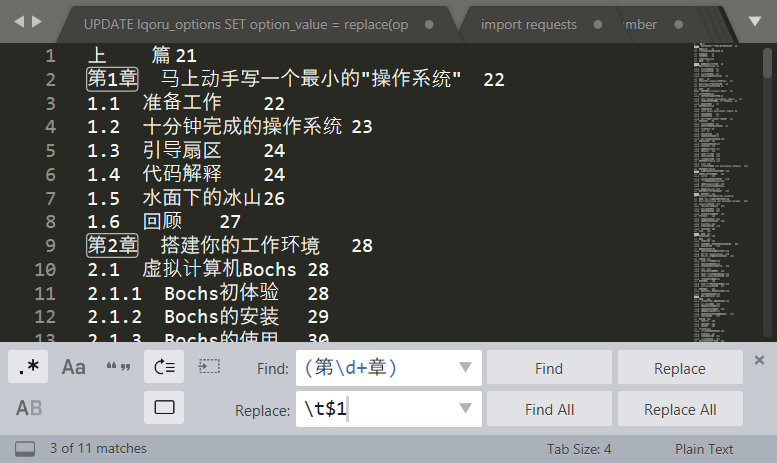 UPDATE lqoru_options SET option_value = replace(op
import requests
mber
1 上 篇 21
2 第1章 马上动手写一个最小的"操作系统" 22
3 1.1 准备工作 22
4 1.2 十分钟完成的操作系统 23
5 1.3 引导扇区 24
6 1.4 代码解释 24
7 1.5 水面下的冰山26
8 1.6 回顾 27
9 第2章 搭建你的工作环境 28
10 2.1 虚拟计算机Bochs 28
11 2.1.1 Bochs初体验 28
12 2.1.2 Bochs的安装 29
13 2.1.3 Bochs的使用 30
.* Aa “” Find: (第\d+章) Find Replace
AB Replace: \t$1 Find All Replace All
3 of 11 matches Tab Size: 4 Plain Text